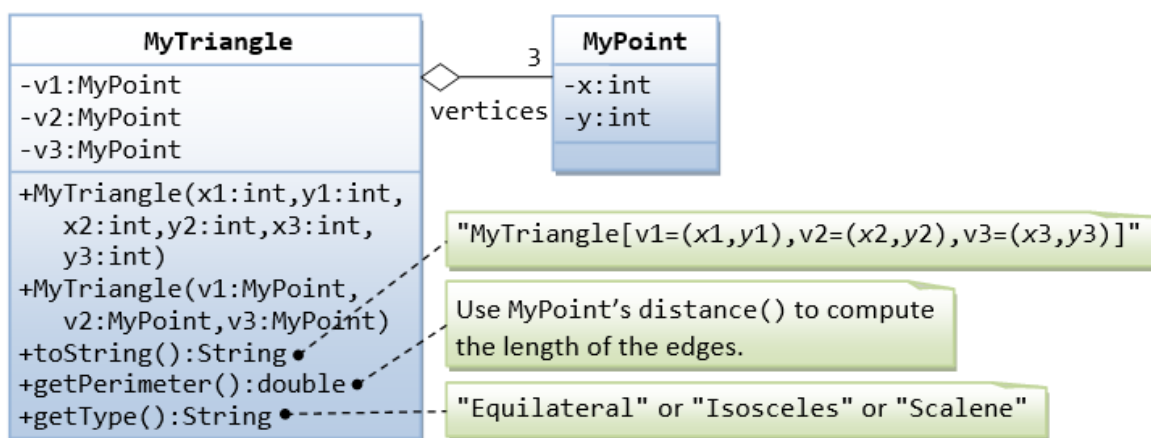 MyTriangle
-v1:MyPoint
-v2:MyPoint
-v3:MyPoint
+MyTriangle(x1:int,y1:int,
x2:int,y2:int,x3:int,
y3:int)
+MyTriangle(v1:MyPoint,
v2:MyPoint,v3:MyPoint)
+toString():String
+getPerimeter():double
+getType():String
3
vertices
MyPoint
-x:int
-y:int
"MyTriangle[v1=(x1,y1),v2=(x2,y2),v3=(x3,y3)]"
Use MyPoint’s distance() to compute
the length of the edges.
"Equilateral" or "Isosceles" or "Scalene"